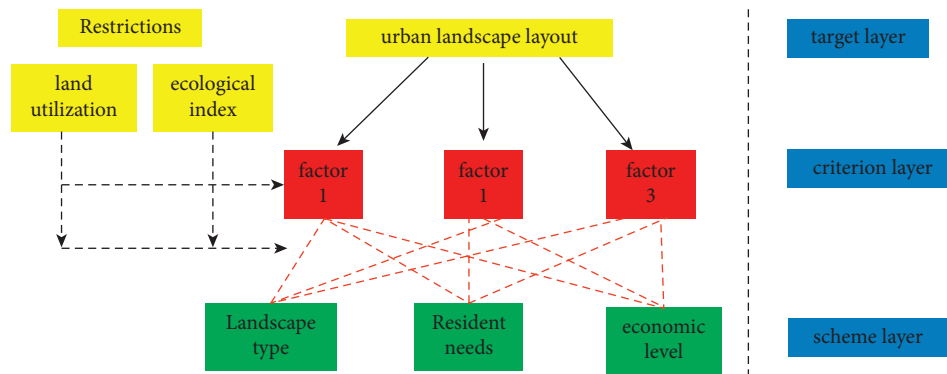 Restrictions
urban landscape layout
target layer
land
utilization
ecological
index
factor
1
factor
1
factor
3
criterion layer
Landscape
type
Resident
needs
economic
level
scheme layer